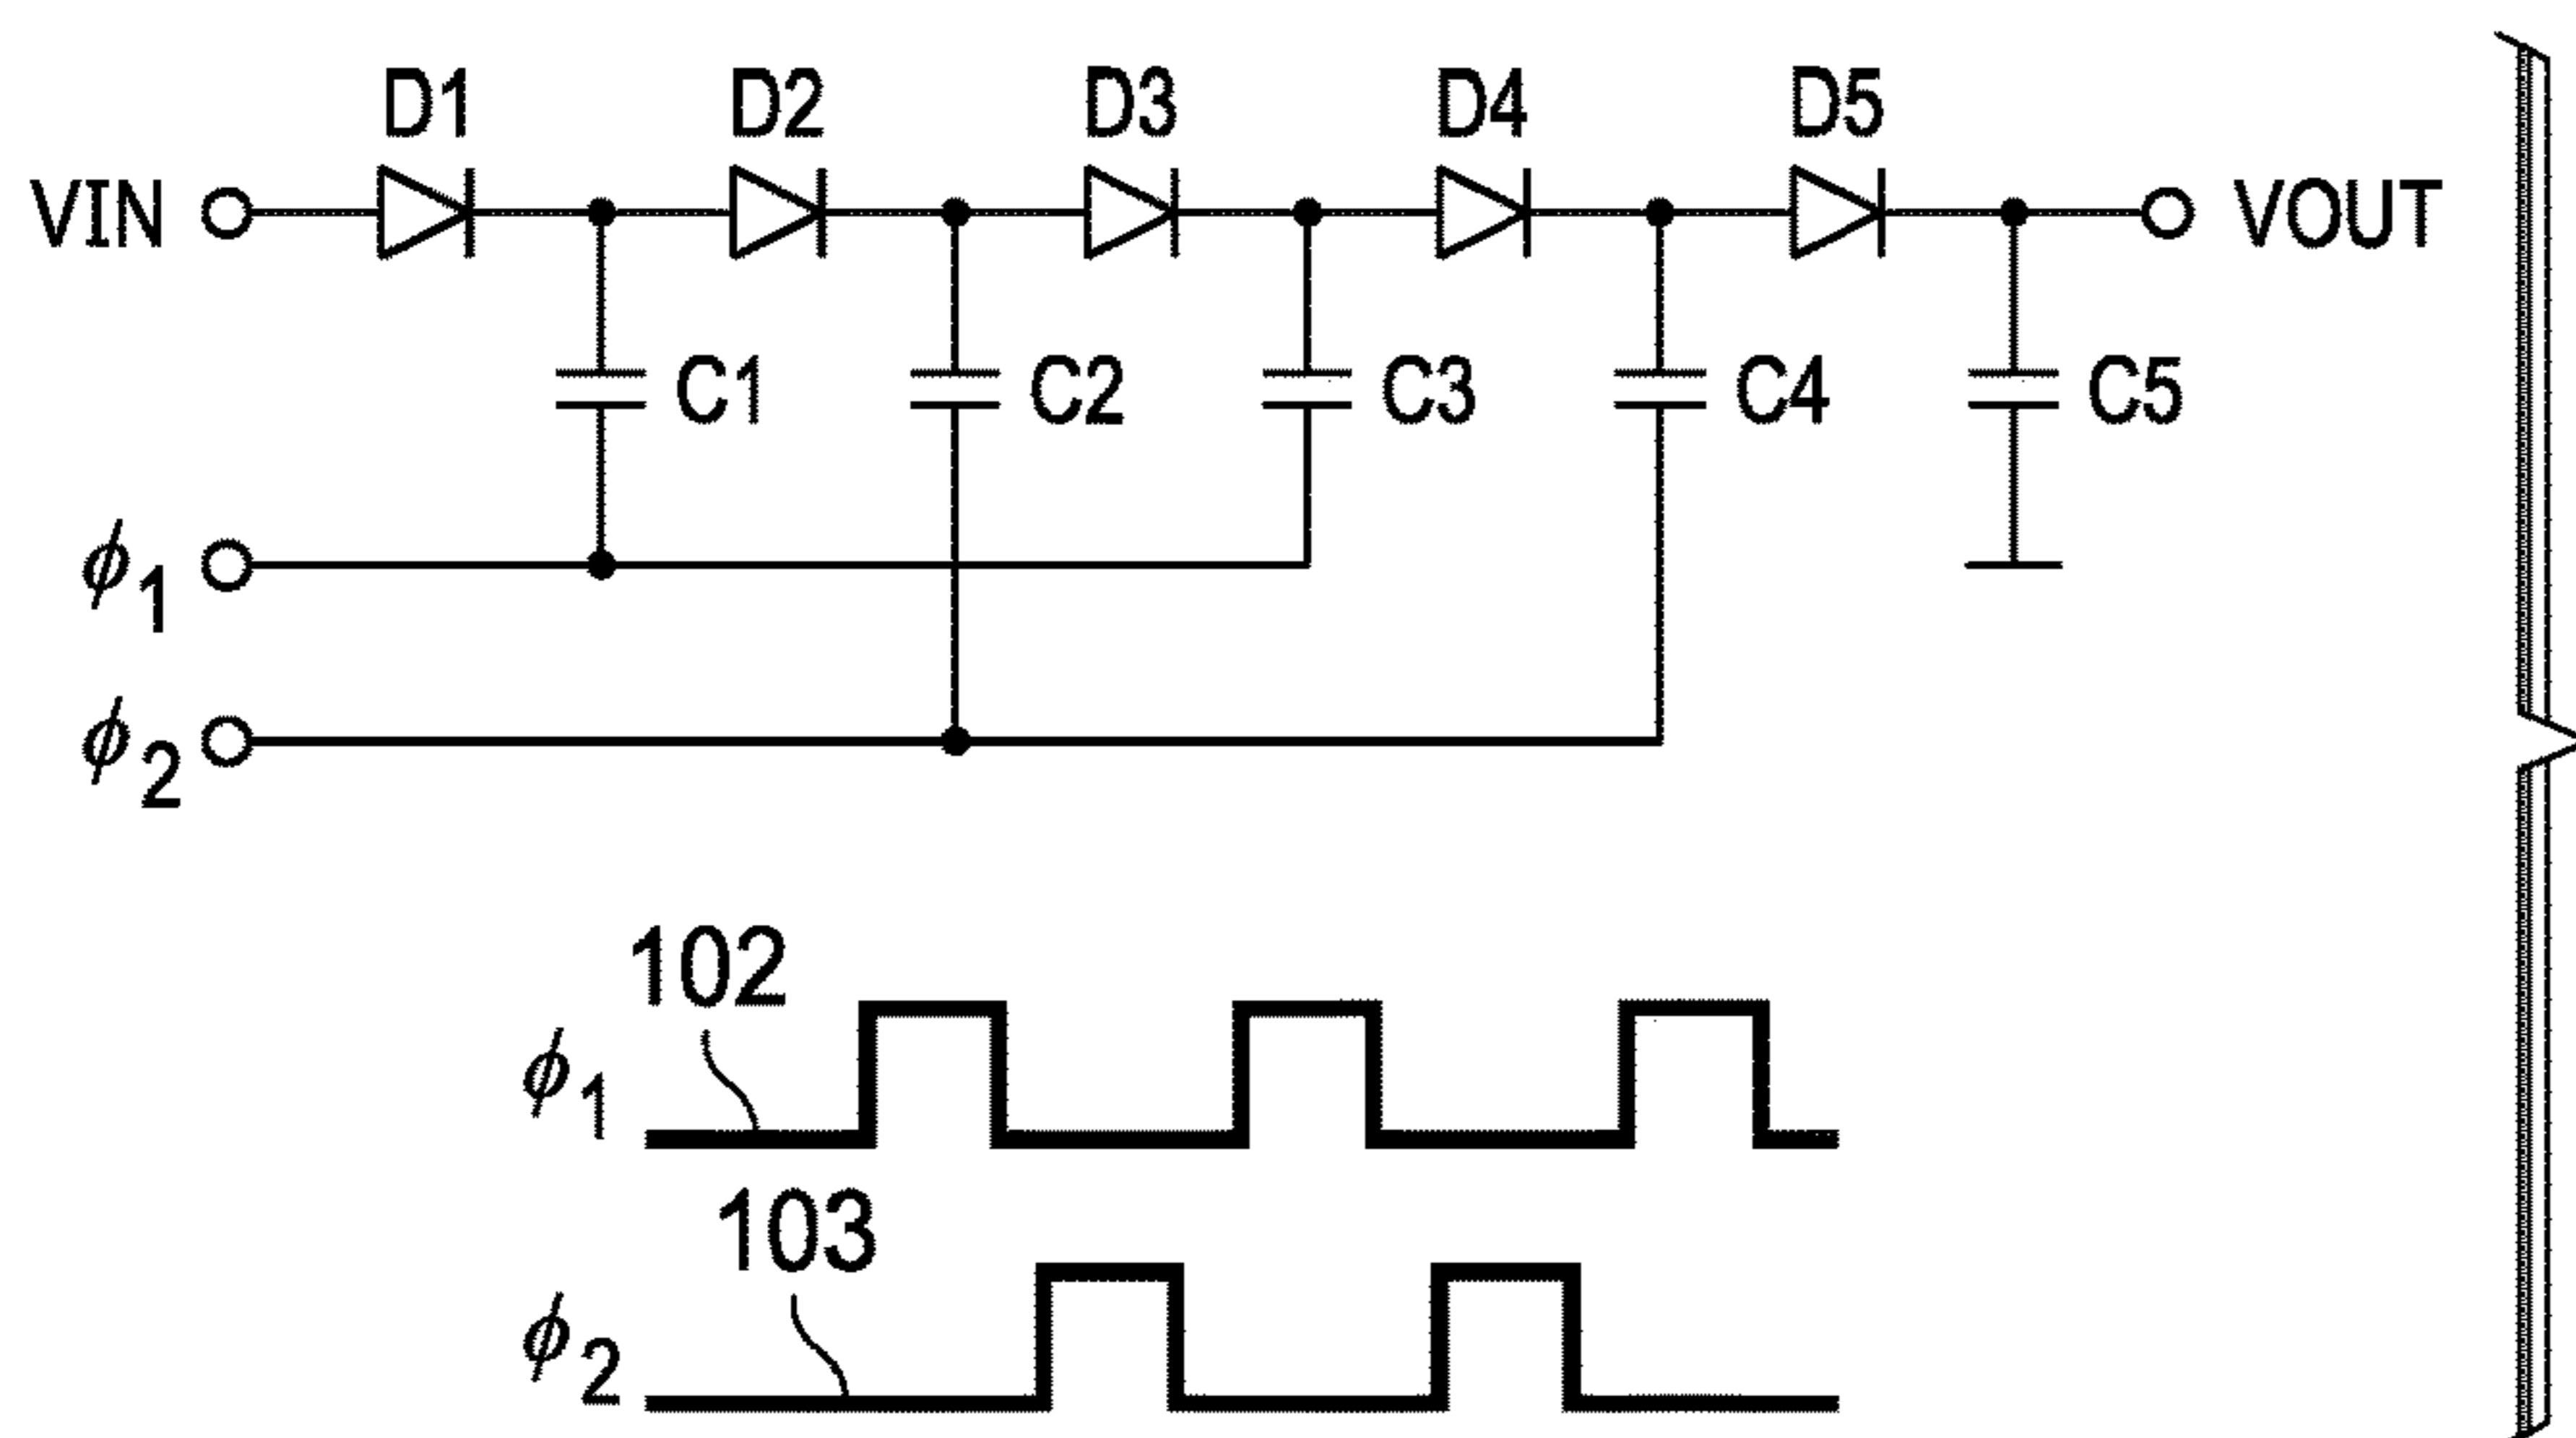 D1 D2 D3 D4 D5
VIN VOUT
C1 C2 C3 C4 C5
ϕ1
ϕ2
102
ϕ1
103
ϕ2